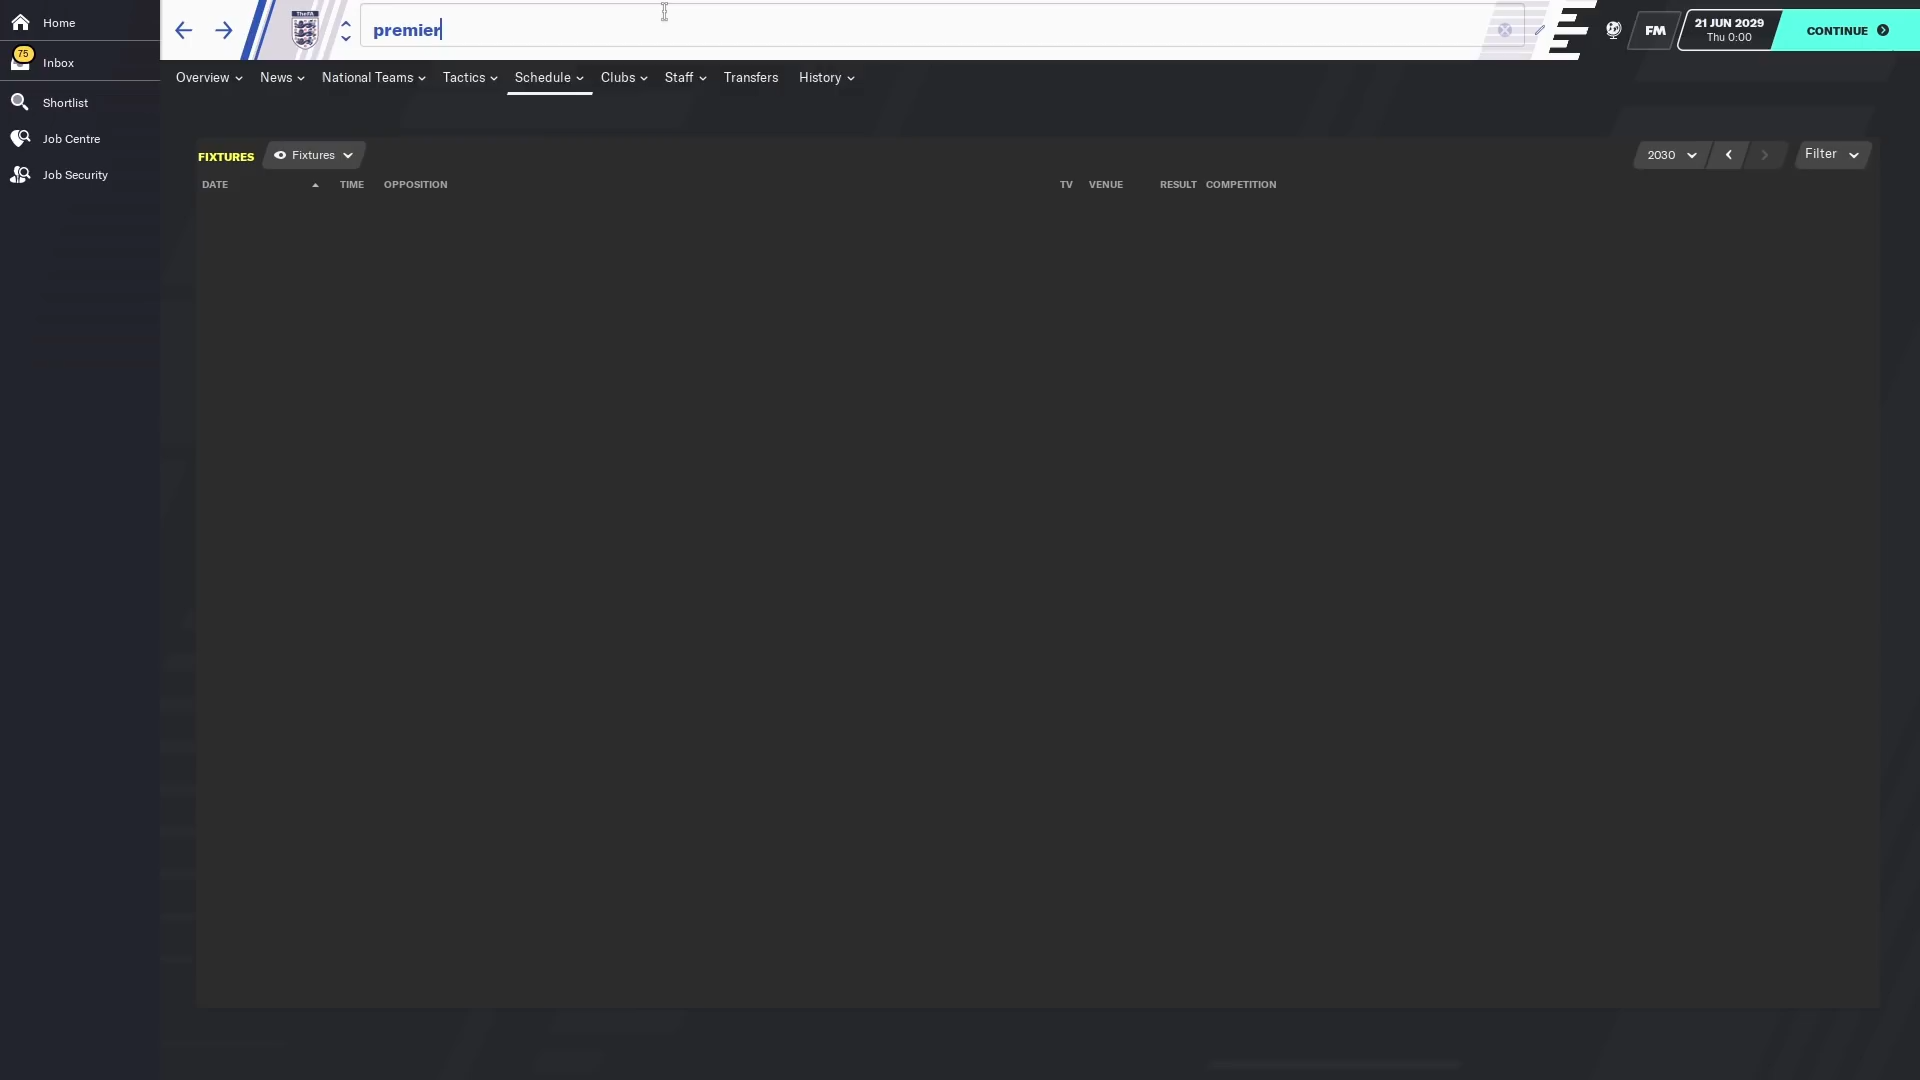 Home
75
Inbox
Shortlist
Job Centre
Job Security
The FA
premier
FM
21 JUN 2029
Thu 0:00
CONTINUE
Overview
News
National Teams
Tactics
Schedule
Clubs
Staff
Transfers
History
FIXTURES
Fixtures
2030
Filter
DATE
TIME
OPPOSITION
TV
VENUE
RESULT
COMPETITION